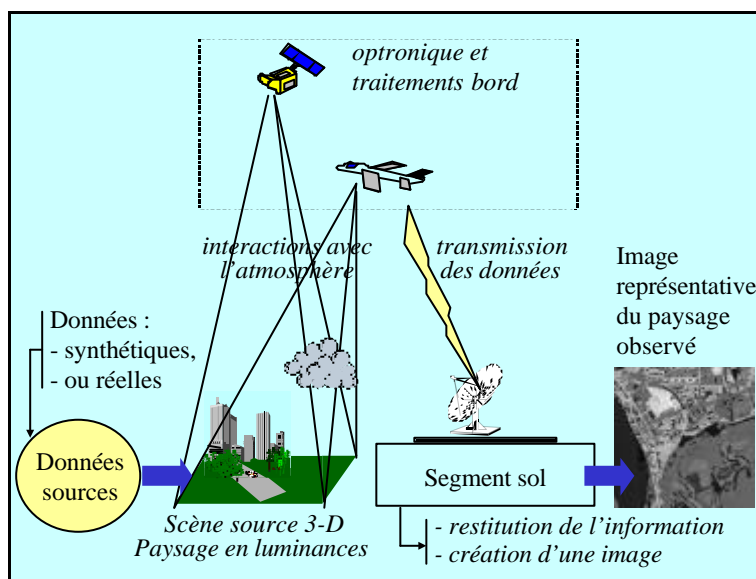 optronique et
traitements bord
interactions avec
l'atmosphère
transmission
des données
Image
représentative
du paysage
observé
Données :
- synthétiques,
- ou réelles
Données
sources
Segment sol
Scène source 3-D
Paysage en luminances
- restitution de l'information
- création d'une image